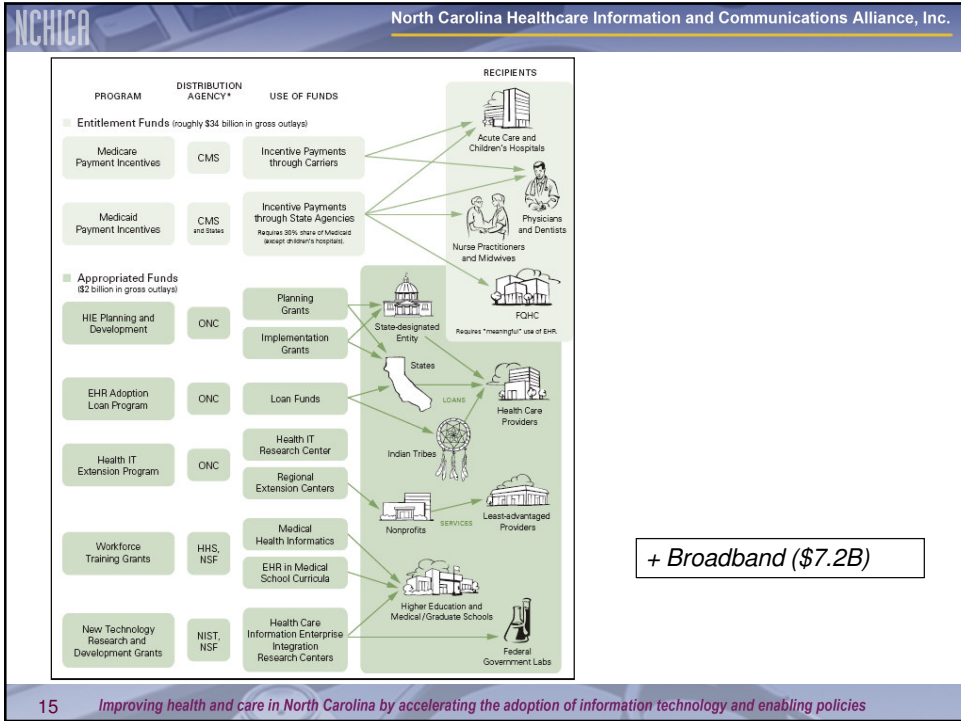 NCHICA
North Carolina Healthcare Information and Communications Alliance, Inc.
RECIPIENTS
PROGRAM
DISTRIBUTION
AGENCY*
USE OF FUNDS
Entitlement Funds (roughly $34 billion in gross outlays)
Medicare
Payment Incentives
CMS
Incentive Payments
through Carriers
Acute Care and
Children's Hospitals
Medicaid
Payment Incentives
CMS
and States
Incentive Payments
through State Agencies
Requires 30% share of Medicaid
(except children's hospitals).
Physicians
and Dentists
Nurse Practitioners
and Midwives
FQHC
Requires "meaningful" use of EHR.
Appropriated Funds
($2 billion in gross outlays)
HIE Planning and
Development
ONC
Planning
Grants
Implementation
Grants
State-designated
Entity
States
EHR Adoption
Loan Program
ONC
Loan Funds
LOANS
Health Care
Providers
Indian Tribes
Health IT
Extension Program
ONC
Health IT
Research Center
Regional
Extension Centers
Nonprofits
SERVICES
Least-advantaged
Providers
Workforce
Training Grants
HHS,
NSF
Medical
Health Informatics
EHR in Medical
School Curricula
Higher Education and
Medical/Graduate Schools
New Technology
Research and
Development Grants
NIST,
NSF
Health Care
Information Enterprise
Integration
Research Centers
Federal
Government Labs
+ Broadband ($7.2B)
15
Improving health and care in North Carolina by accelerating the adoption of information technology and enabling policies